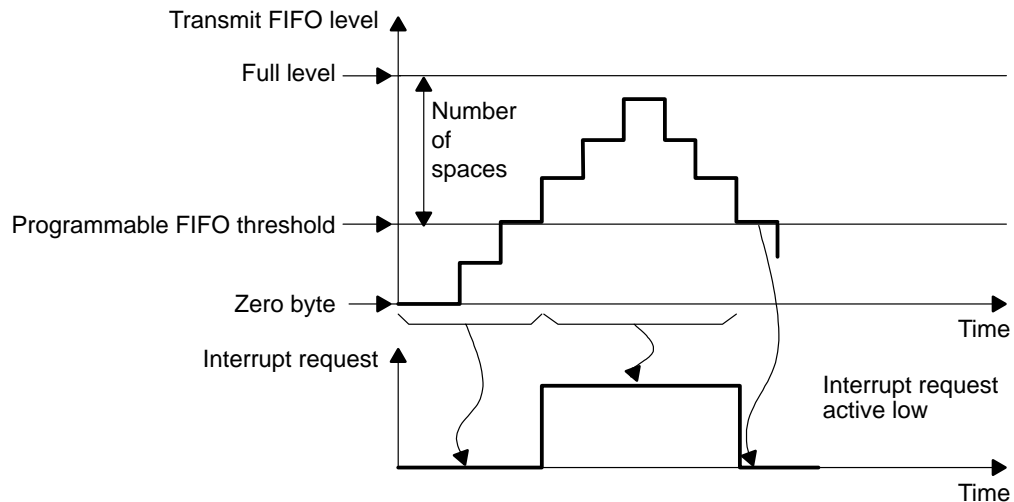 Transmit FIFO level
Full level
Number
of
spaces
Programmable FIFO threshold
Zero byte
Time
Interrupt request
Interrupt request
active low
Time